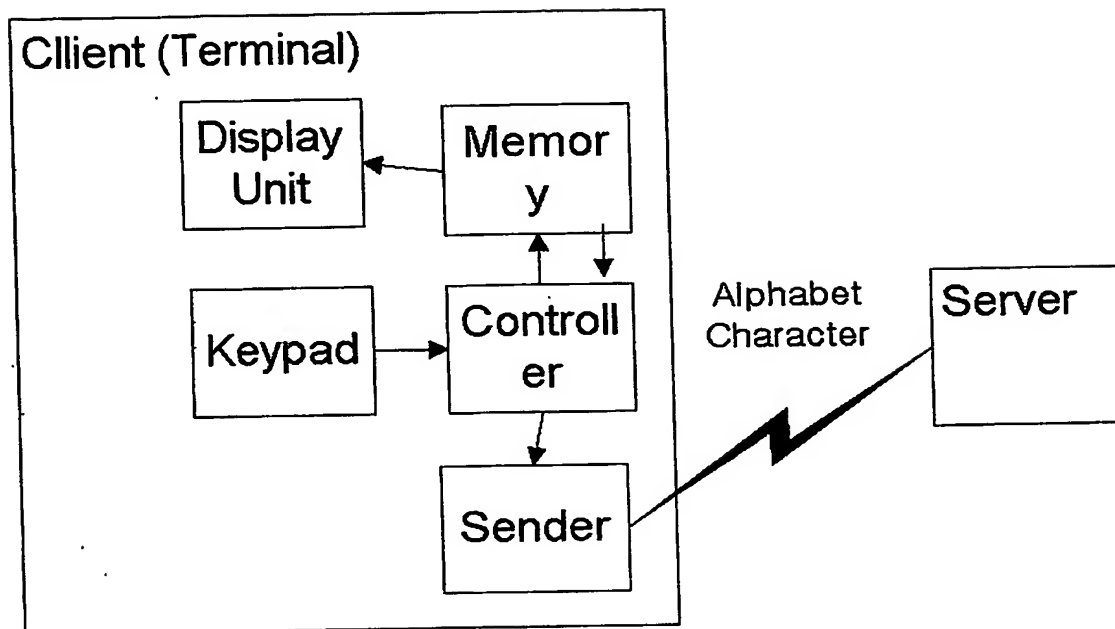 Cllient (Terminal)
Display
Unit
Memor
y
Keypad
Controll
er
Alphabet
Character
Server
Sender